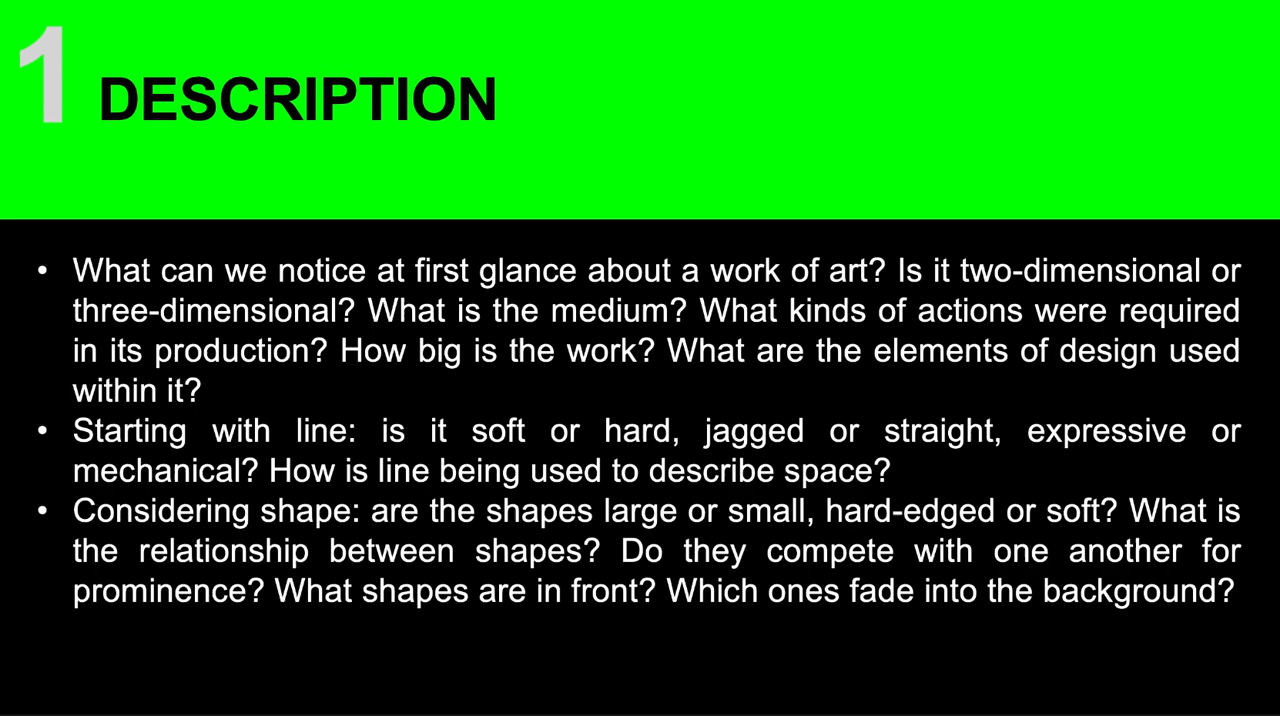 1 DESCRIPTION
• What can we notice at first glance about a work of art? Is it two-dimensional or
three-dimensional? What is the medium? What kinds of actions were required
in its production? How big is the work? What are the elements of design used
within it?
• Starting with line: is it soft or hard, jagged or straight, expressive or
mechanical? How is line being used to describe space?
• Considering shape: are the shapes large or small, hard-edged or soft? What is
the relationship between shapes? Do they compete with one another for
prominence? What shapes are in front? Which ones fade into the background?